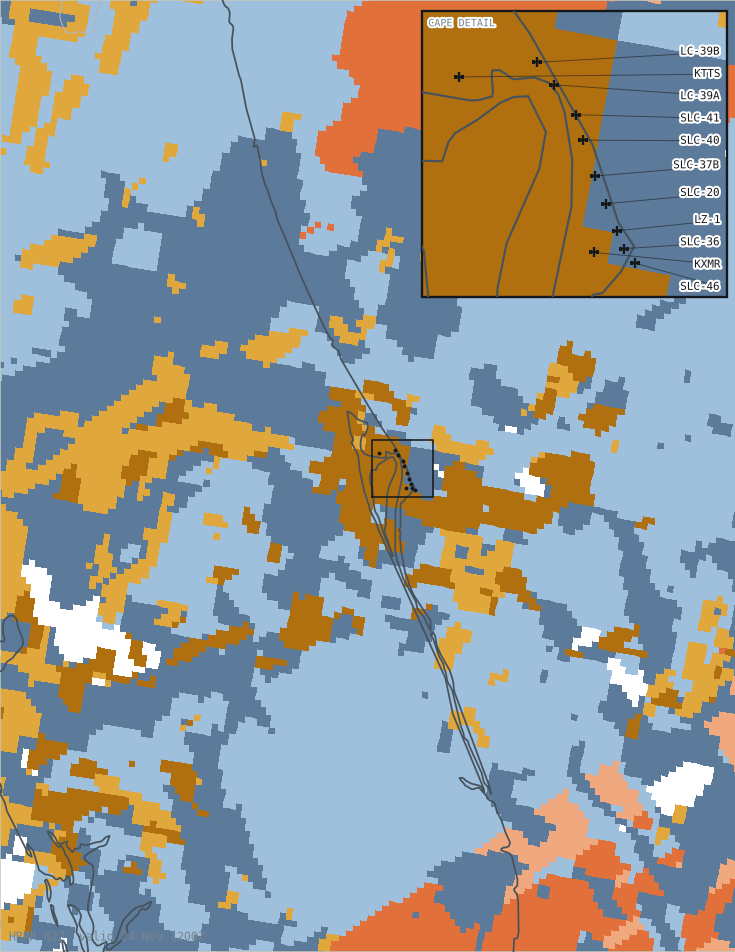 CAPE DETAIL
LC-39B
KTTS
LC-39A
SLC-41
SLC-40
SLC-37B
SLC-20
LZ-1
SLC-36
KXMR
SLC-46